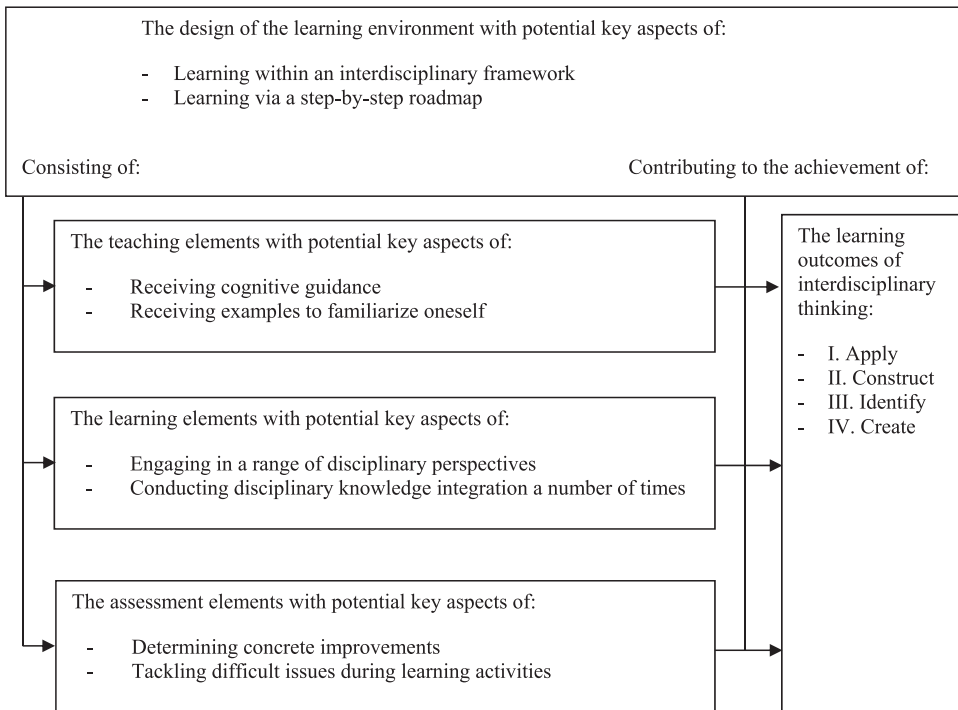 The design of the learning environment with potential key aspects of:
- Learning within an interdisciplinary framework
- Learning via a step-by-step roadmap
Consisting of:
Contributing to the achievement of:
The teaching elements with potential key aspects of:
- Receiving cognitive guidance
- Receiving examples to familiarize oneself
The learning elements with potential key aspects of:
- Engaging in a range of disciplinary perspectives
- Conducting disciplinary knowledge integration a number of times
The assessment elements with potential key aspects of:
- Determining concrete improvements
- Tackling difficult issues during learning activities
The learning
outcomes of
interdisciplinary
thinking:
- I. Apply
- II. Construct
- III. Identify
- IV. Create